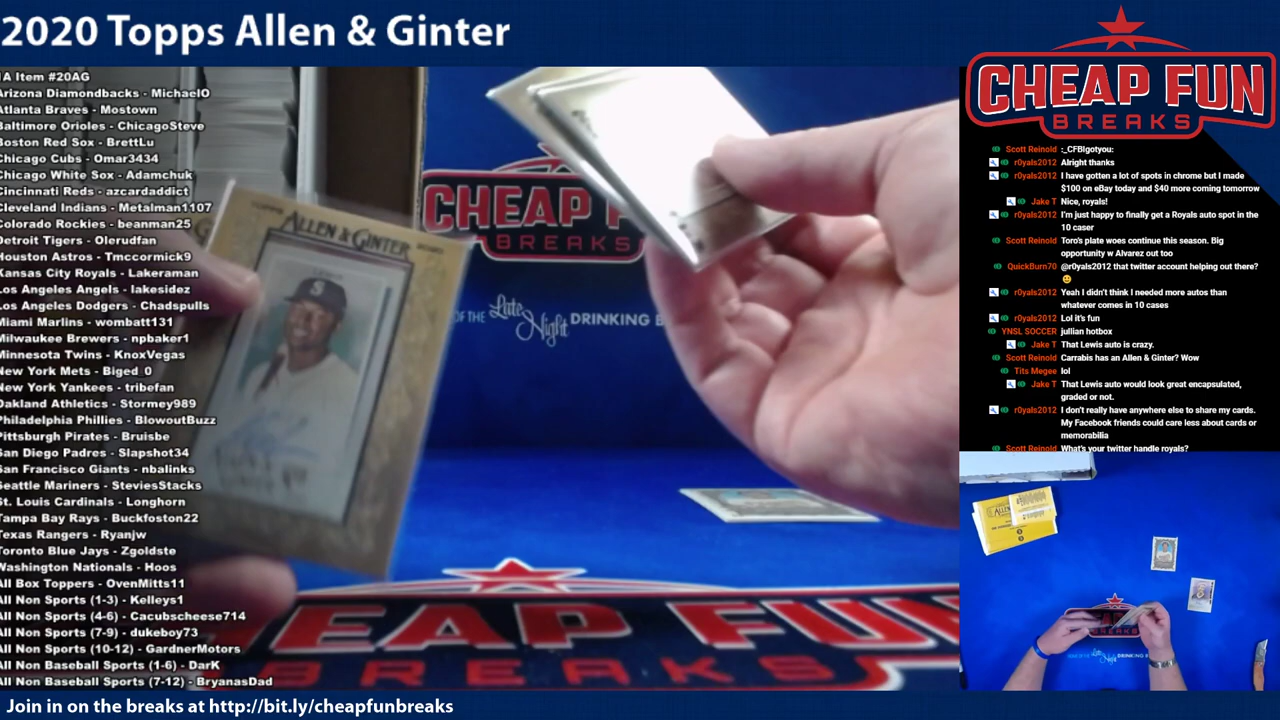 2020 Topps Allen & Ginter
1A Item #20AG
Arizona Diamondbacks - MichaelO
Atlanta Braves - Mostown
Baltimore Orioles - ChicagoSteve
Boston Red Sox - BrettLu
Chicago Cubs - Omar3434
Chicago White Sox - Adamchuk
Cincinnati Reds - azcardaddict
Cleveland Indians - Metalman1107
Colorado Rockies - beanman25
Detroit Tigers - Olerudfan
Houston Astros - Tmccormick9
Kansas City Royals - Lakeraman
Los Angeles Angels - lakesidez
Los Angeles Dodgers - Chadspulls
Miami Marlins - wombatt131
Milwaukee Brewers - npbaker1
Minnesota Twins - KnoxVegas
New York Mets - Biged_0
New York Yankees - tribefan
Oakland Athletics - Stormey989
Philadelphia Phillies - BlowoutBuzz
Pittsburgh Pirates - Bruisbe
San Diego Padres - Slapshot34
San Francisco Giants - nbalinks
Seattle Mariners - SteviesStacks
St. Louis Cardinals - Longhorn
Tampa Bay Rays - Buckfoston22
Texas Rangers - Ryanjw
Toronto Blue Jays - Zgoldste
Washington Nationals - Hoos
All Box Toppers - OvenMitts11
All Non Sports (1-3) - Kelleys1
All Non Sports (4-6) - Cacubscheese714
All Non Sports (7-9) - dukeboy73
All Non Sports (10-12) - GardnerMotors
All Non Baseball Sports (1-6) - DarK
All Non Baseball Sports (7-12) - BryanasDad
TOPPS ALLEN & GINTER 2020
CHEAP F
BREAKS
OF THE Late Night DRINKING B
EAP FUN
BREAKS
CHEAP FUN
BREAKS
Scott Reinold :_CFBIgotyou:
r0yals2012 Alright thanks
r0yals2012 I have gotten a lot of spots in chrome but I made
$100 on eBay today and $40 more coming tomorrow
Jake T Nice, royals!
r0yals2012 I'm just happy to finally get a Royals auto spot in the
10 caser
Scott Reinold Toro's plate woes continue this season. Big
opportunity w Alvarez out too
QuickBurn70 @r0yals2012 that twitter account helping out there?
r0yals2012 Yeah I didn't think I needed more autos than
whatever comes in 10 cases
r0yals2012 Lol it's fun
YNSL SOCCER jullian hotbox
Jake T That Lewis auto is crazy.
Scott Reinold Carrabis has an Allen & Ginter? Wow
Tits Megee lol
Jake T That Lewis auto would look great encapsulated,
graded or not.
r0yals2012 I don't really have anywhere else to share my cards.
My Facebook friends could care less about cards or
memorabilia
Scott Reinold What's your twitter handle royals?
Join in on the breaks at http://bit.ly/cheapfunbreaks